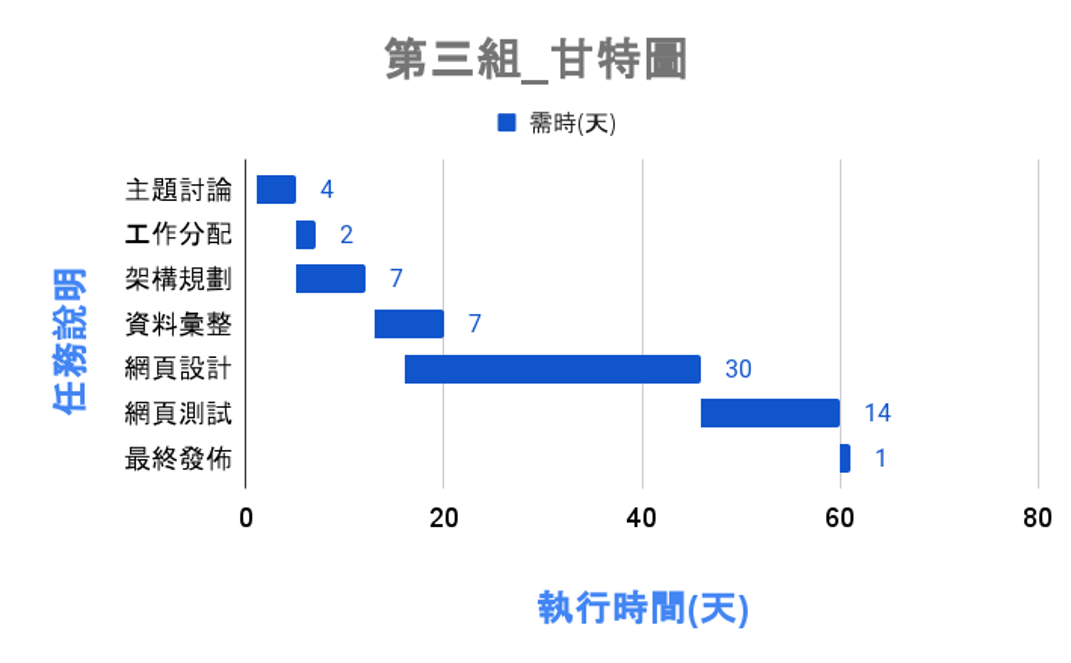 第三組_甘特圖
需時(天)
任務說明
主題討論 4
工作分配 2
架構規劃 7
資料彙整 7
網頁設計 30
網頁測試 14
最終發佈 1
0 20 40 60 80
執行時間(天)